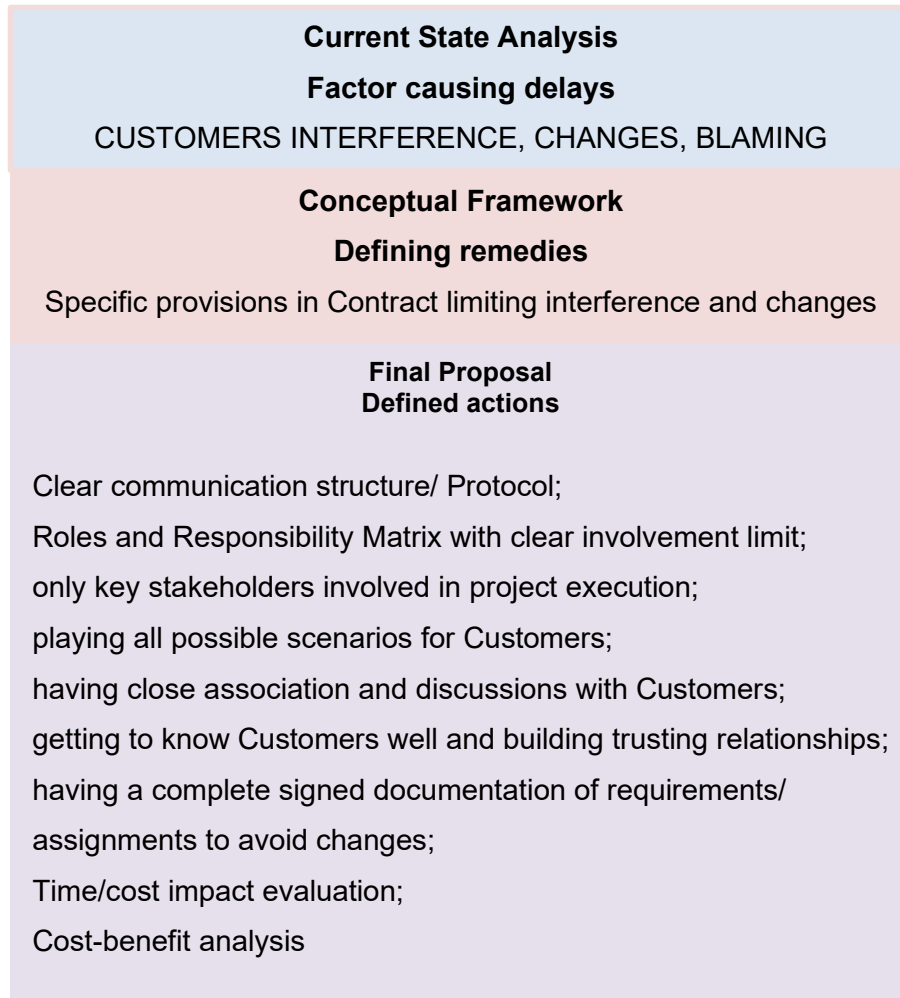 Current State Analysis
Factor causing delays
CUSTOMERS INTERFERENCE, CHANGES, BLAMING
Conceptual Framework
Defining remedies
Specific provisions in Contract limiting interference and changes
Final Proposal
Defined actions
Clear communication structure/ Protocol;
Roles and Responsibility Matrix with clear involvement limit;
only key stakeholders involved in project execution;
playing all possible scenarios for Customers;
having close association and discussions with Customers;
getting to know Customers well and building trusting relationships;
having a complete signed documentation of requirements/
assignments to avoid changes;
Time/cost impact evaluation;
Cost-benefit analysis